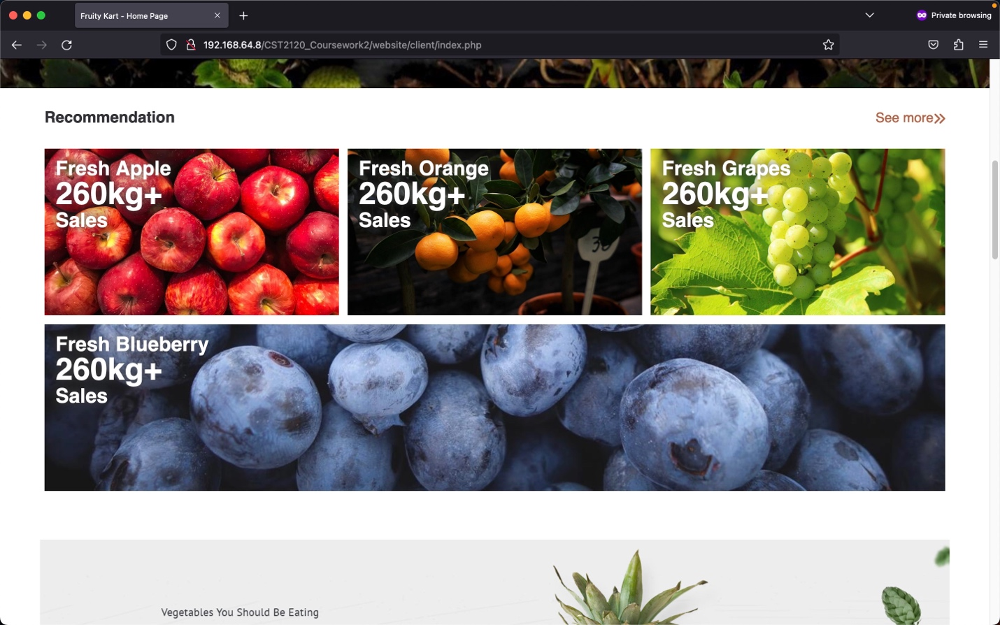 Fruity Kart - Home Page
Private browsing
192.168.64.8/CST2120_Coursework2/website/client/index.php
Recommendation
See more
Fresh Apple
260kg+
Sales
Fresh Orange
260kg+
Sales
Fresh Grapes
260kg+
Sales
Fresh Blueberry
260kg+
Sales
Vegetables You Should Be Eating